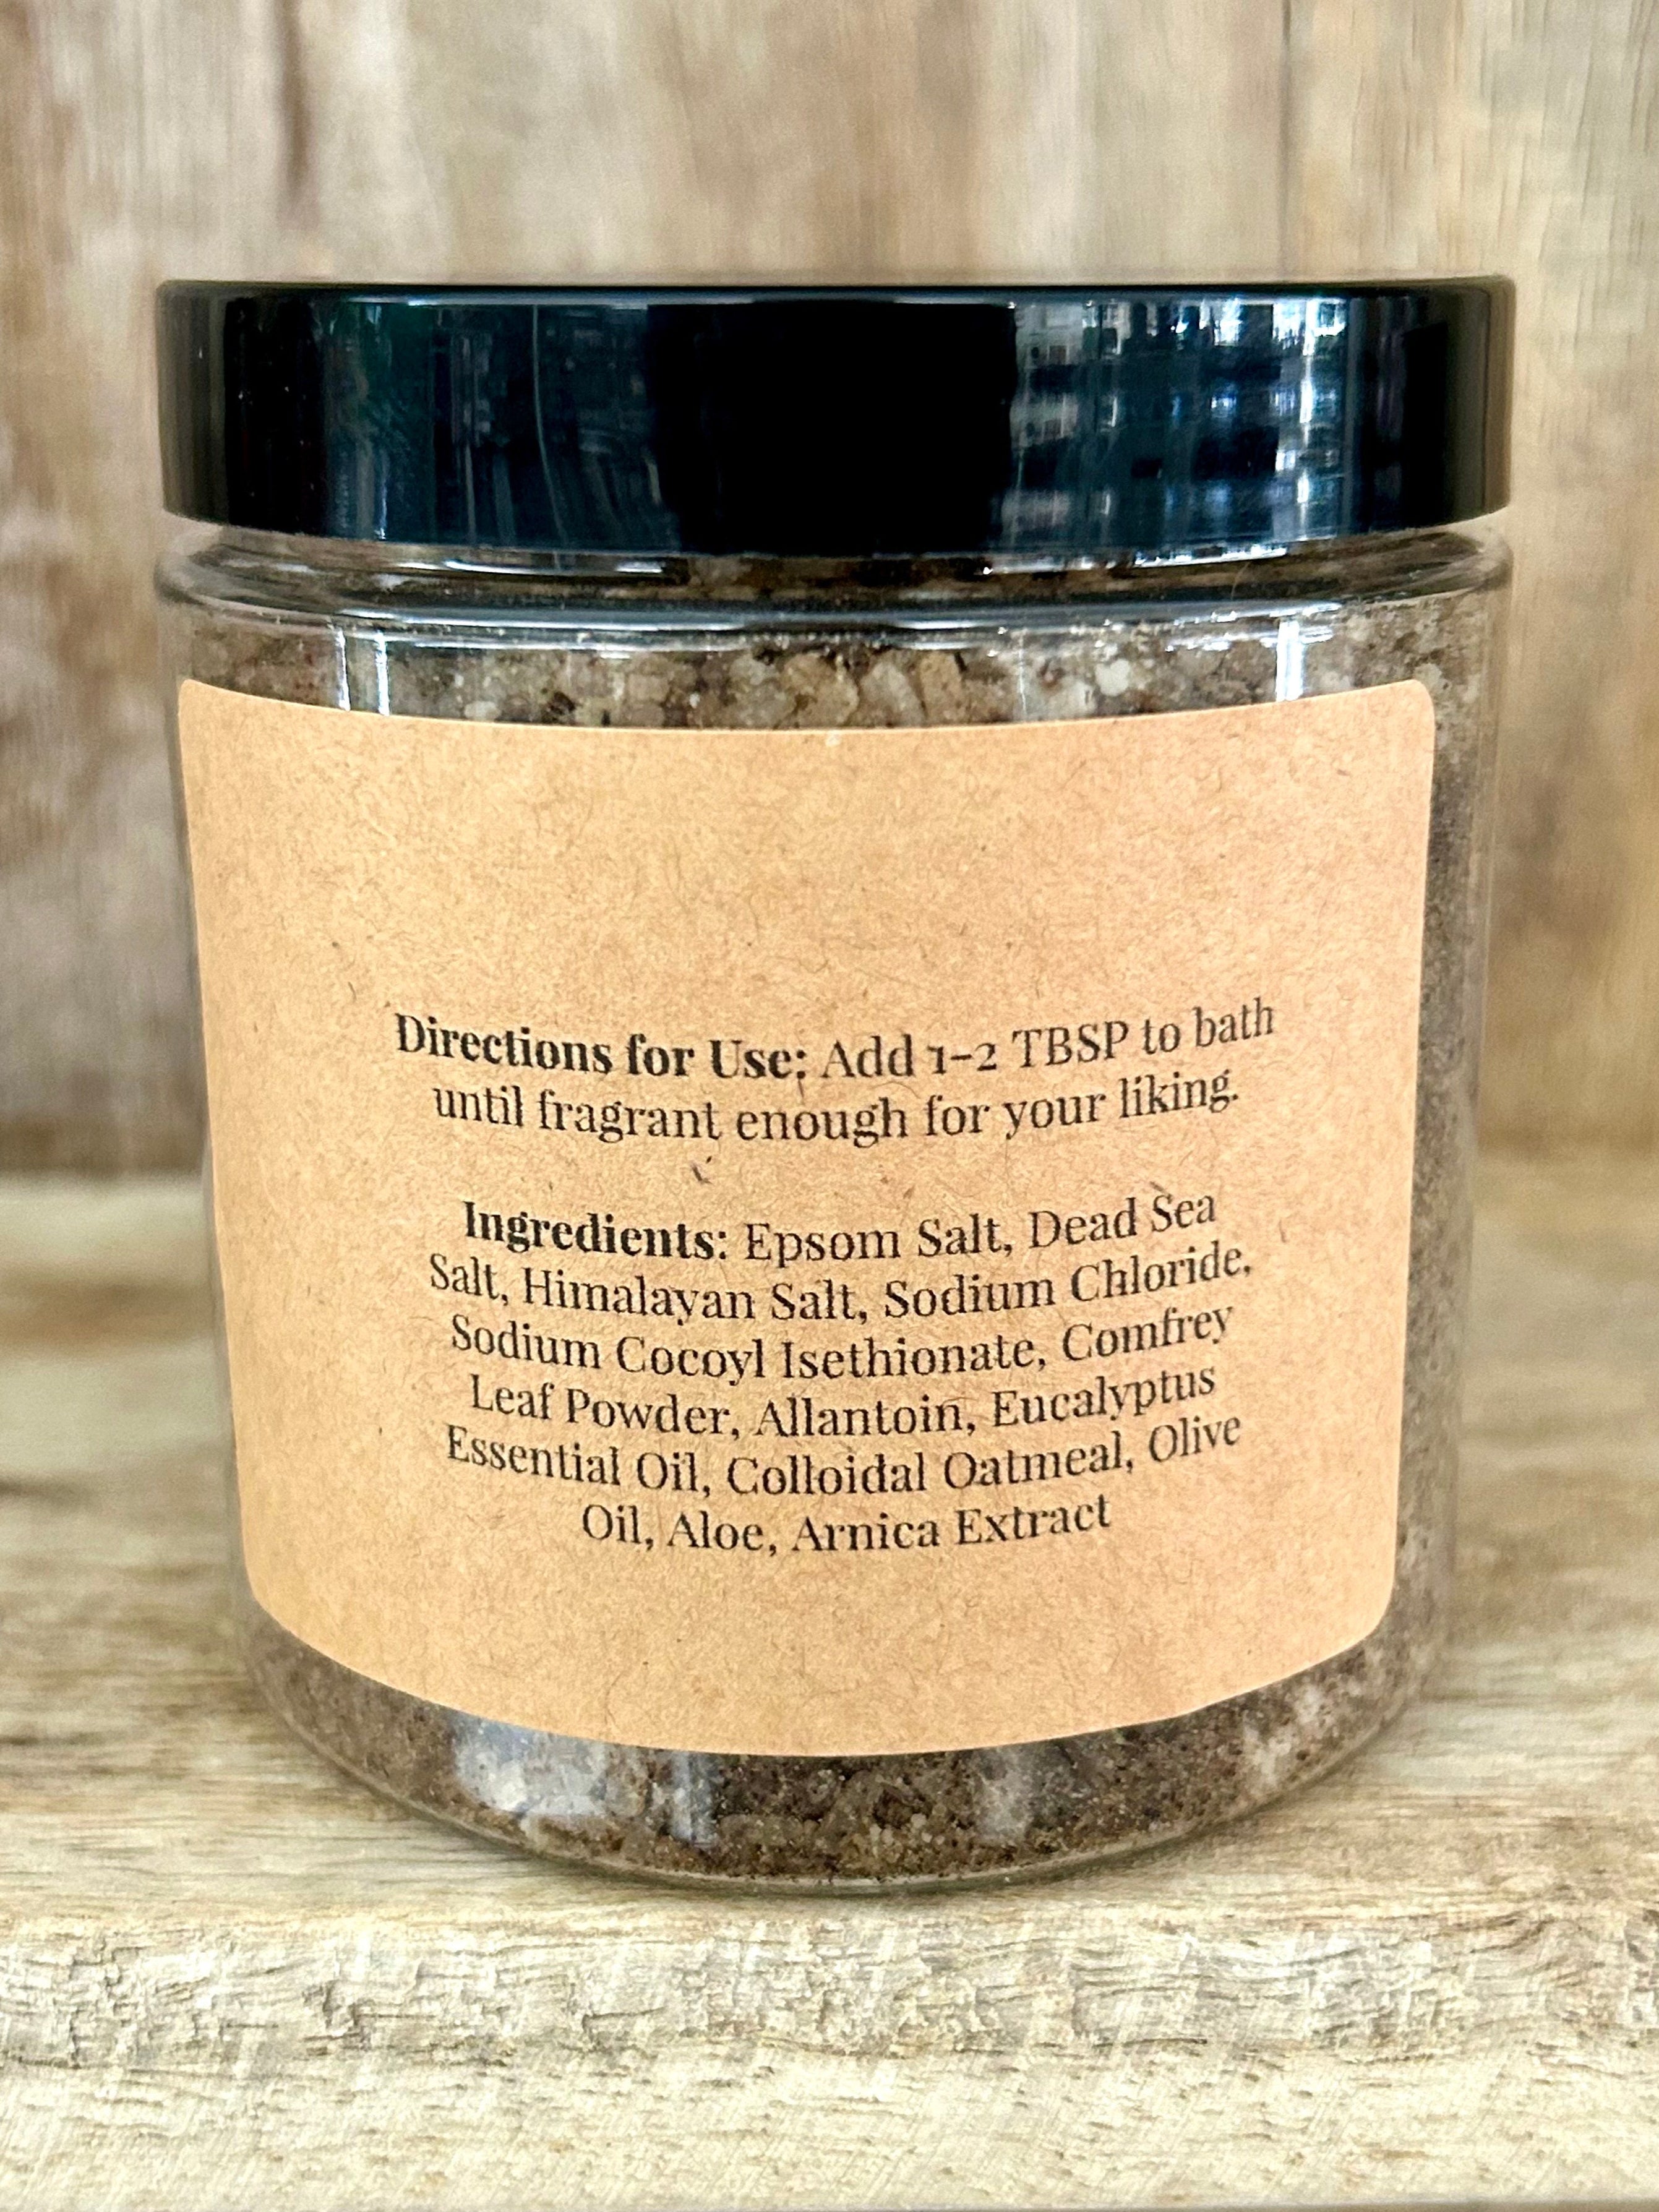 Directions for Use: Add 1-2 TBSP to bath
until fragrant enough for your liking.
Ingredients: Epsom Salt, Dead Sea
Salt, Himalayan Salt, Sodium Chloride,
Sodium Cocoyl Isethionate, Comfrey
Leaf Powder, Allantoin, Eucalyptus
Essential Oil, Colloidal Oatmeal, Olive
Oil, Aloe, Arnica Extract